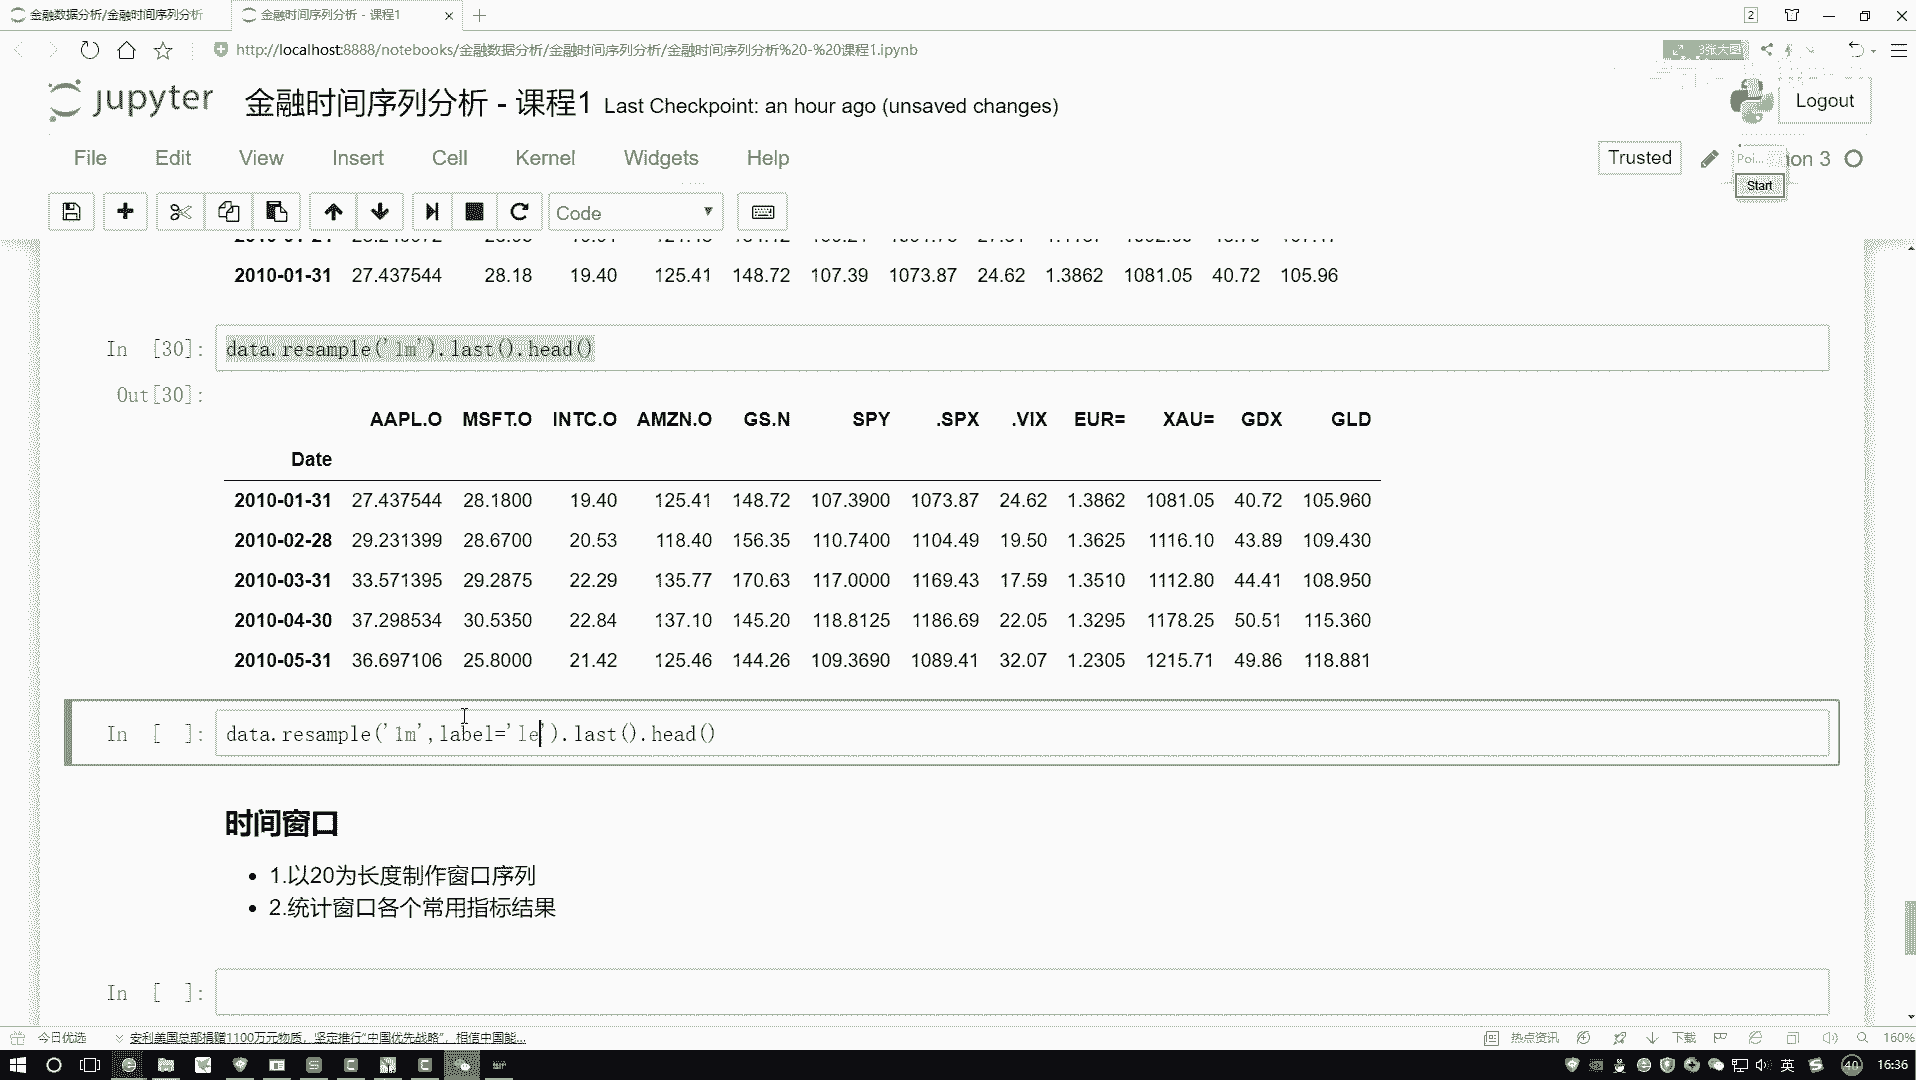 金融数据分析/金融时间序列分析
金融时间序列分析 - 课程1
2
http://localhost:8888/notebooks/金融数据分析/金融时间序列分析/金融时间序列分析%20-%20课程1.ipynb
3张大图
jupyter 金融时间序列分析 - 课程1 Last Checkpoint: an hour ago (unsaved changes)
Logout
File Edit View Insert Cell Kernel Widgets Help
Trusted
Poi... on 3
Start
Code
2010-01-31 27.437544 28.18 19.40 125.41 148.72 107.39 1073.87 24.62 1.3862 1081.05 40.72 105.96
In [30]: data.resample('1m').last().head()
Out[30]:
AAPL.O MSFT.O INTC.O AMZN.O GS.N SPY .SPX .VIX EUR= XAU= GDX GLD
Date
2010-01-31 27.437544 28.1800 19.40 125.41 148.72 107.3900 1073.87 24.62 1.3862 1081.05 40.72 105.960
2010-02-28 29.231399 28.6700 20.53 118.40 156.35 110.7400 1104.49 19.50 1.3625 1116.10 43.89 109.430
2010-03-31 33.571395 29.2875 22.29 135.77 170.63 117.0000 1169.43 17.59 1.3510 1112.80 44.41 108.950
2010-04-30 37.298534 30.5350 22.84 137.10 145.20 118.8125 1186.69 22.05 1.3295 1178.25 50.51 115.360
2010-05-31 36.697106 25.8000 21.42 125.46 144.26 109.3690 1089.41 32.07 1.2305 1215.71 49.86 118.881
In [ ]: data.resample('1m',label='le').last().head()
时间窗口
• 1.以20为长度制作窗口序列
• 2.统计窗口各个常用指标结果
In [ ]:
今日优选 安利美国总部捐赠1100万元物质，坚定推行“中国优先战略”，相信中国能... 热点资讯 下载 160%
英 40 16:36